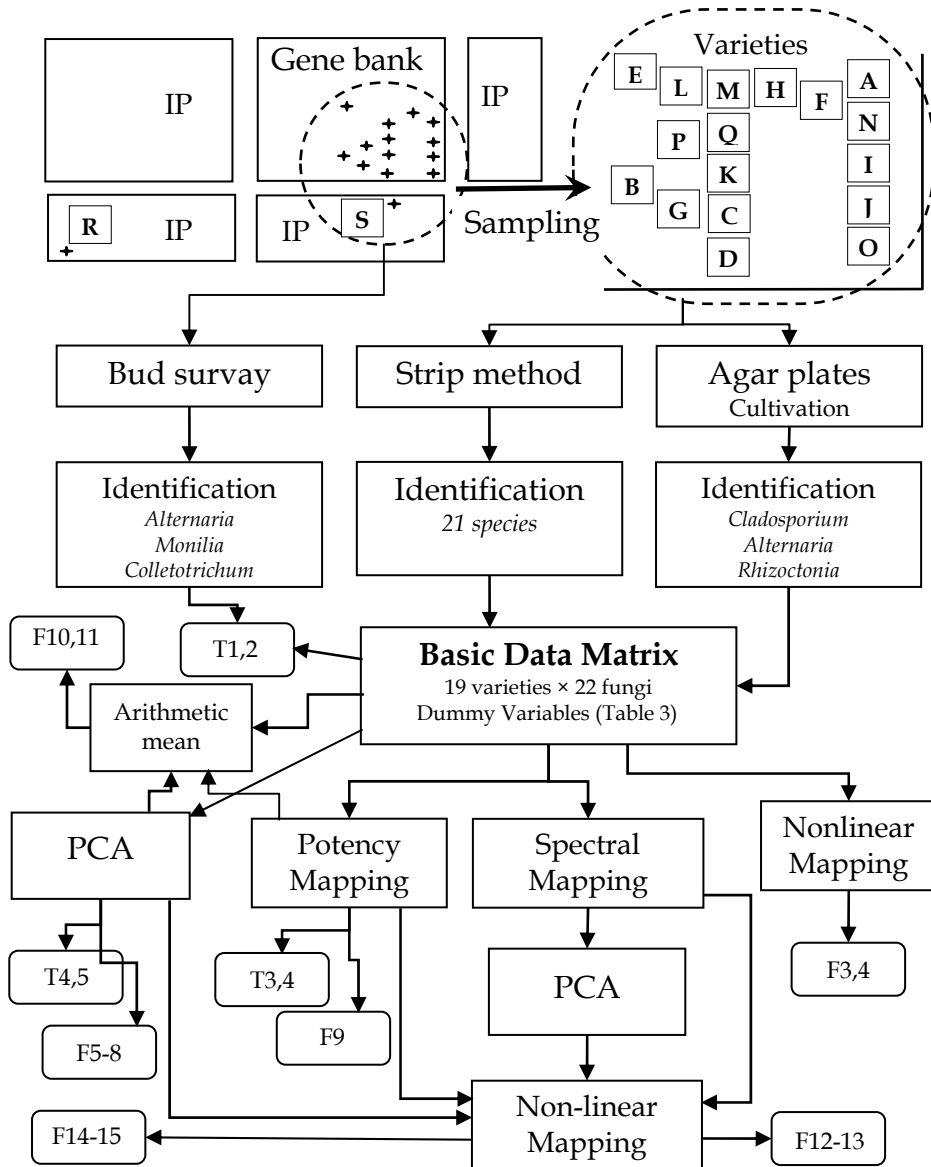 IP
Gene bank
IP
R
IP
IP
S
Sampling
Varieties
E
L
M
H
F
A
P
Q
N
B
K
I
G
C
J
D
O
Bud survay
Strip method
Agar plates
Cultivation
Identification
Alternaria
Monilia
Colletotrichum
Identification
21 species
Identification
Cladosporium
Alternaria
Rhizoctonia
F10,11
T1,2
Basic Data Matrix
19 varieties × 22 fungi
Dummy Variables (Table 3)
Arithmetic
mean
PCA
Potency
Mapping
Spectral
Mapping
Nonlinear
Mapping
T4,5
T3,4
PCA
F3,4
F5-8
F9
Non-linear
Mapping
F14-15
F12-13